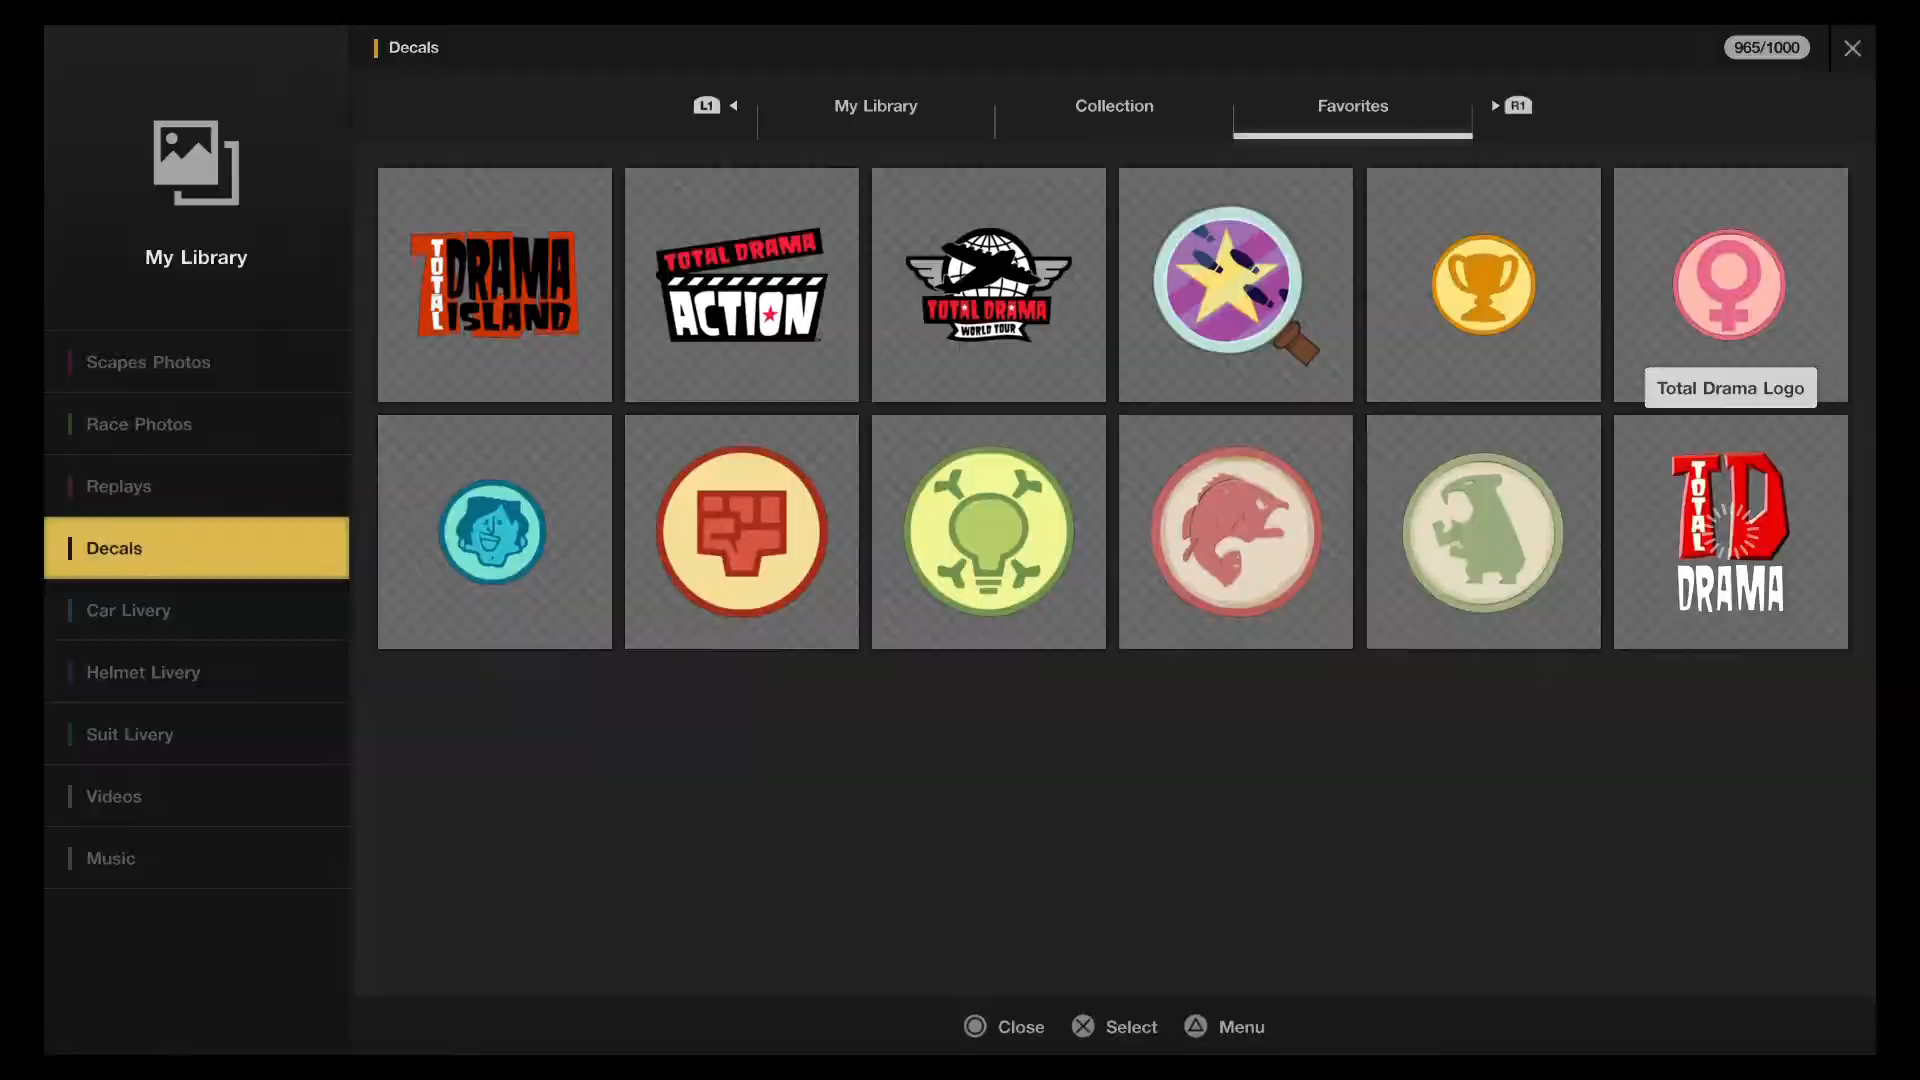 Decals
965/1000
My Library
L1
My Library
Collection
Favorites
R1
Scapes Photos
Race Photos
Replays
Decals
Car Livery
Helmet Livery
Suit Livery
Videos
Music
TOTAL
DRAMA
ISLAND
TOTAL DRAMA
ACTION
TOTAL DRAMA
WORLD TOUR
Total Drama Logo
TOTAL
D
DRAMA
Close
Select
Menu